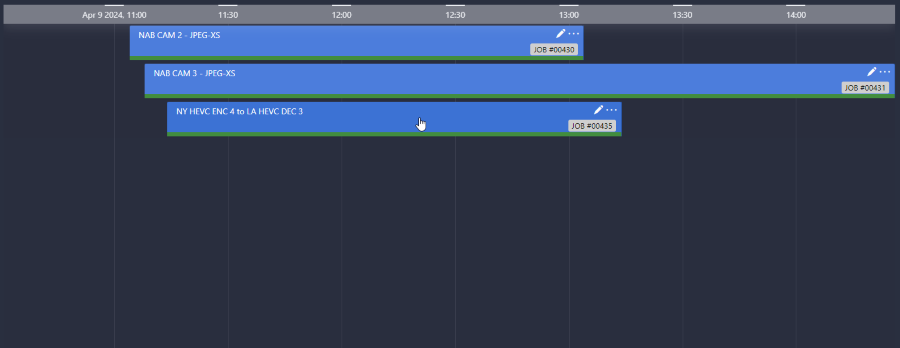 Apr 9 2024, 11:00 11:30 12:00 12:30 13:00 13:30 14:00
NAB CAM 2 - JPEG-XS
JOB #00430
NAB CAM 3 - JPEG-XS
JOB #00431
NY HEVC ENC 4 to LA HEVC DEC 3
JOB #00435